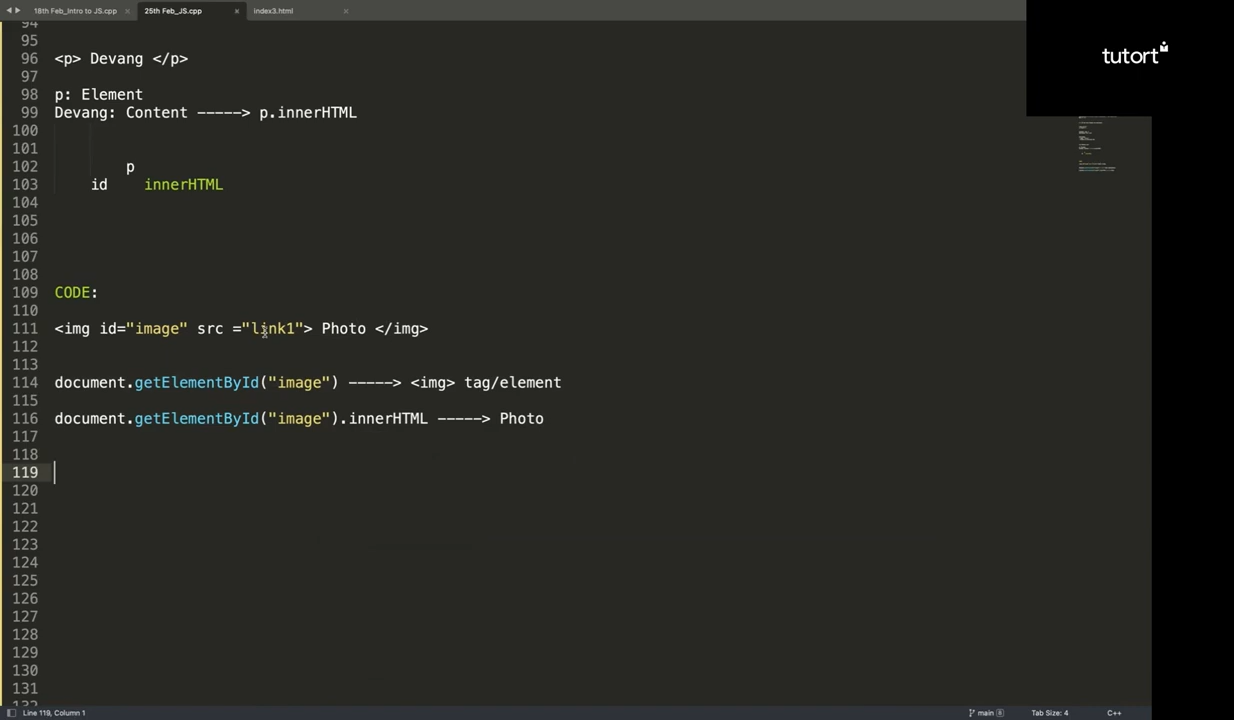 18th Feb_Intro to JS.cpp × 25th Feb_JS.cpp × index3.html ×
tutort
94
95
96 <p> Devang </p>
97
98 p: Element
99 Devang: Content -----> p.innerHTML
100
101
102 p
103 id innerHTML
104
105
106
107
108
109 CODE:
110
111 <img id="image" src ="link1"> Photo </img>
112
113
114 document.getElementById("image") -----> <img> tag/element
115
116 document.getElementById("image").innerHTML -----> Photo
117
118
119
120
121
122
123
124
125
126
127
128
129
130
131
132
Line 119, Column 1 main 8 Tab Size: 4 C++